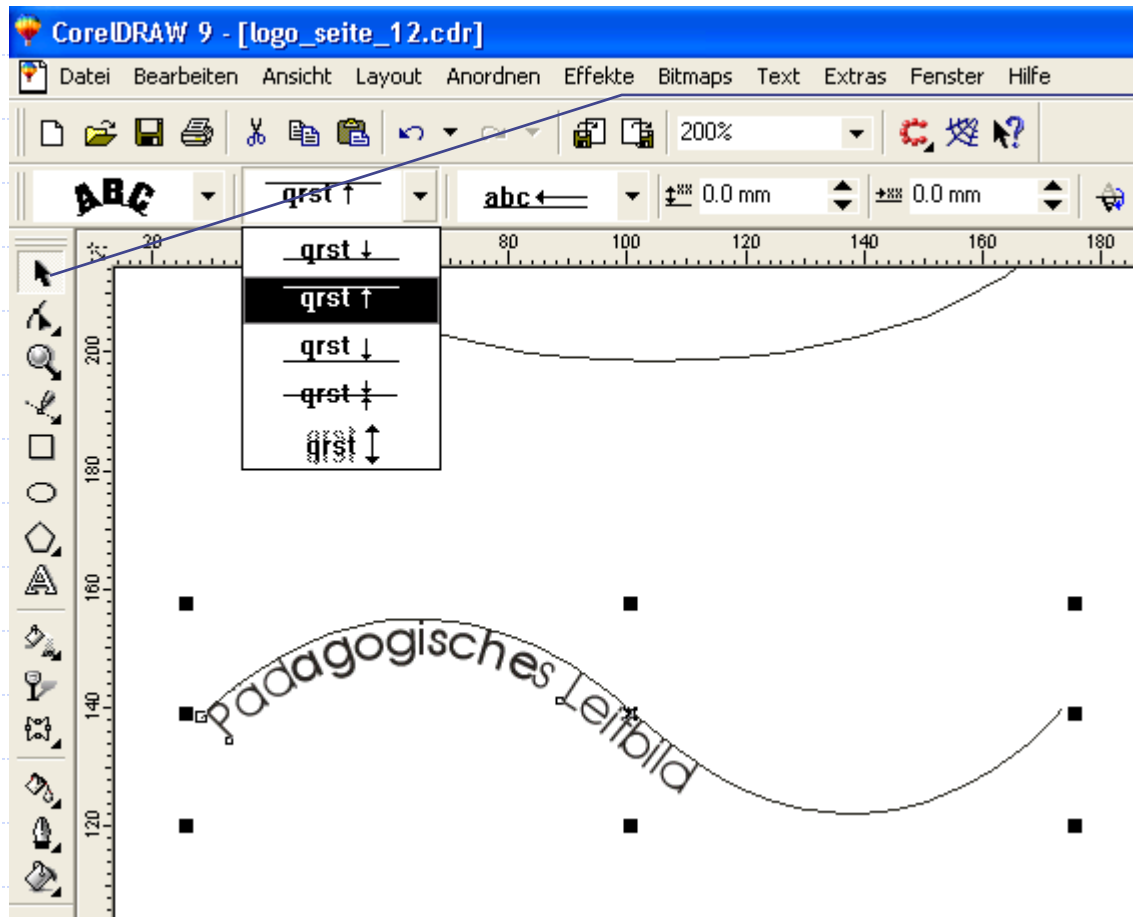 CorelDRAW 9 - [logo_seite_12.cdr]
Datei Bearbeiten Ansicht Layout Anordnen Effekte Bitmaps Text Extras Fenster Hilfe
200%
ABC qrst abc 0.0 mm 0.0 mm
20 80 100 120 140 160 180
qrst
qrst
qrst
qrst
qrst
200
180
160
140
120
Pädagogisches Leitbild